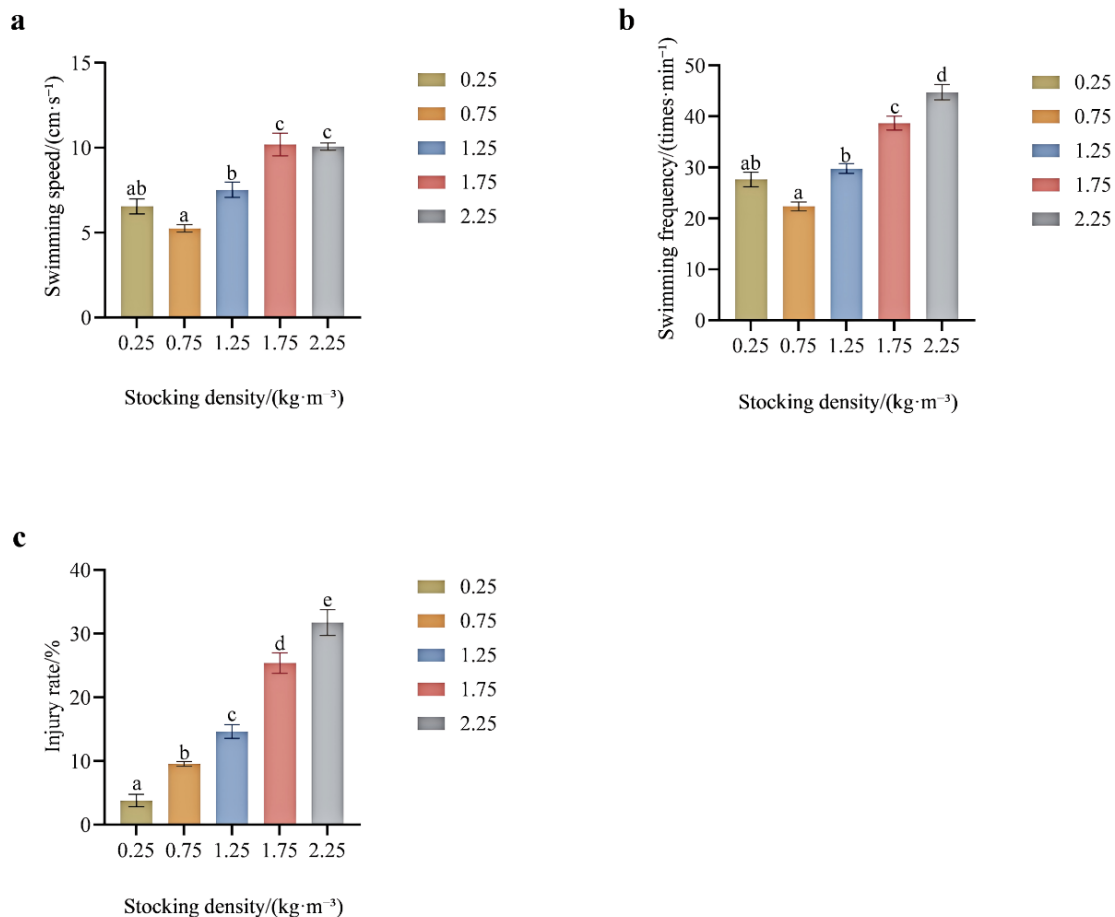 a
Swimming speed/(cm·s⁻¹)
15
10
5
0
ab
a
b
c
c
0.25
0.75
1.25
1.75
2.25
0.25 0.75 1.25 1.75 2.25
Stocking density/(kg·m⁻³)
b
Swimming frequency/(times·min⁻¹)
50
40
30
20
10
0
ab
a
b
c
d
0.25
0.75
1.25
1.75
2.25
0.25 0.75 1.25 1.75 2.25
Stocking density/(kg·m⁻³)
c
Injury rate/%
40
30
20
10
0
a
b
c
d
e
0.25
0.75
1.25
1.75
2.25
0.25 0.75 1.25 1.75 2.25
Stocking density/(kg·m⁻³)